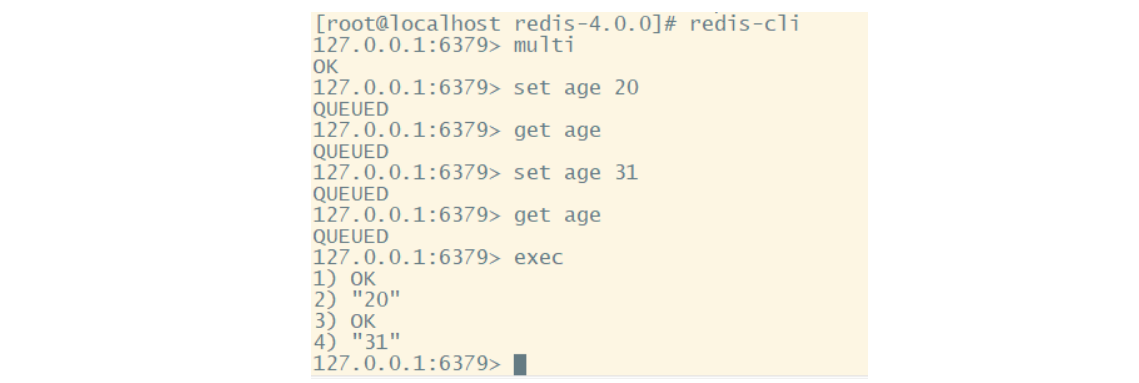 [root@localhost redis-4.0.0]# redis-cli
127.0.0.1:6379> multi
OK
127.0.0.1:6379> set age 20
QUEUED
127.0.0.1:6379> get age
QUEUED
127.0.0.1:6379> set age 31
QUEUED
127.0.0.1:6379> get age
QUEUED
127.0.0.1:6379> exec
1) OK
2) "20"
3) OK
4) "31"
127.0.0.1:6379>